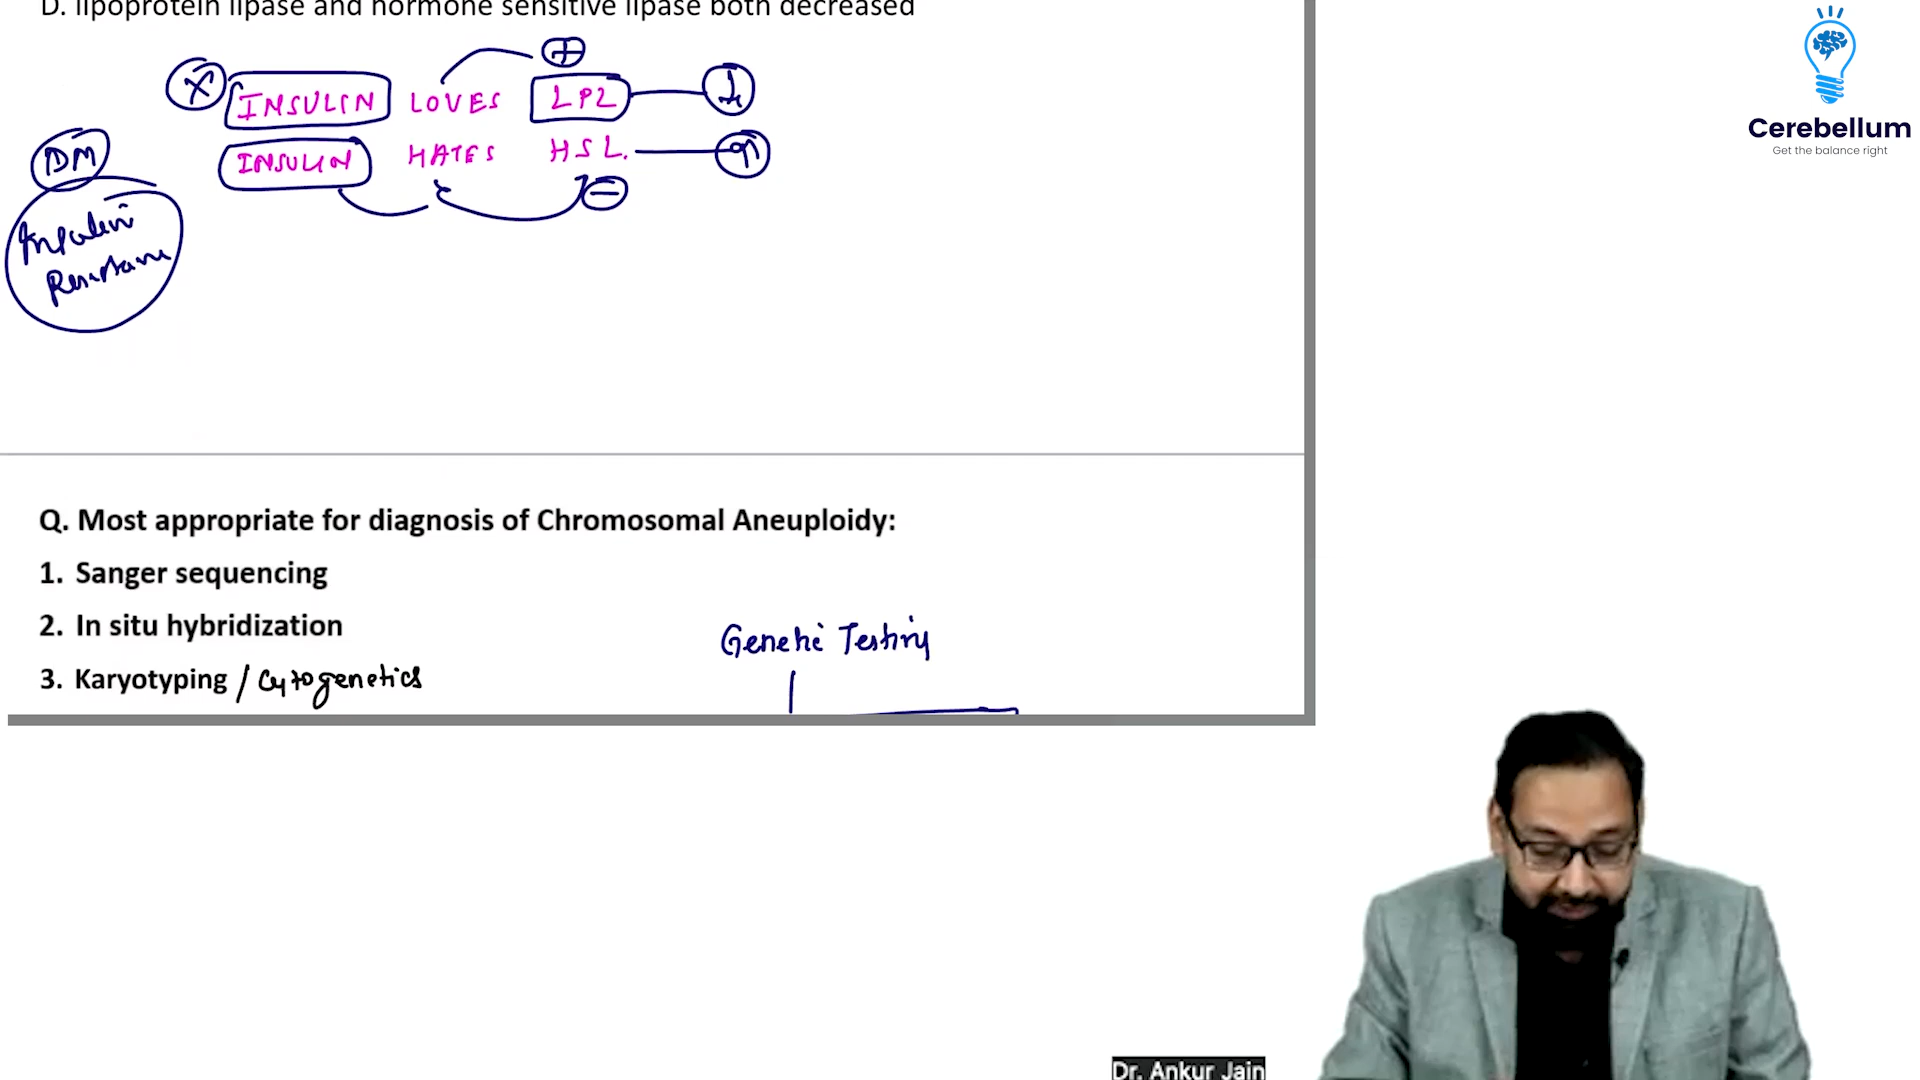 D. lipoprotein lipase and hormone sensitive lipase both decreased
INSULIN LOVES LPL
INSULIN HATES HSL.
DM
Insulin
Resistance
Q. Most appropriate for diagnosis of Chromosomal Aneuploidy:
1. Sanger sequencing
2. In situ hybridization
3. Karyotyping / Cytogenetics
Genetic Testing
Cerebellum
Get the balance right
Dr. Ankur Jain